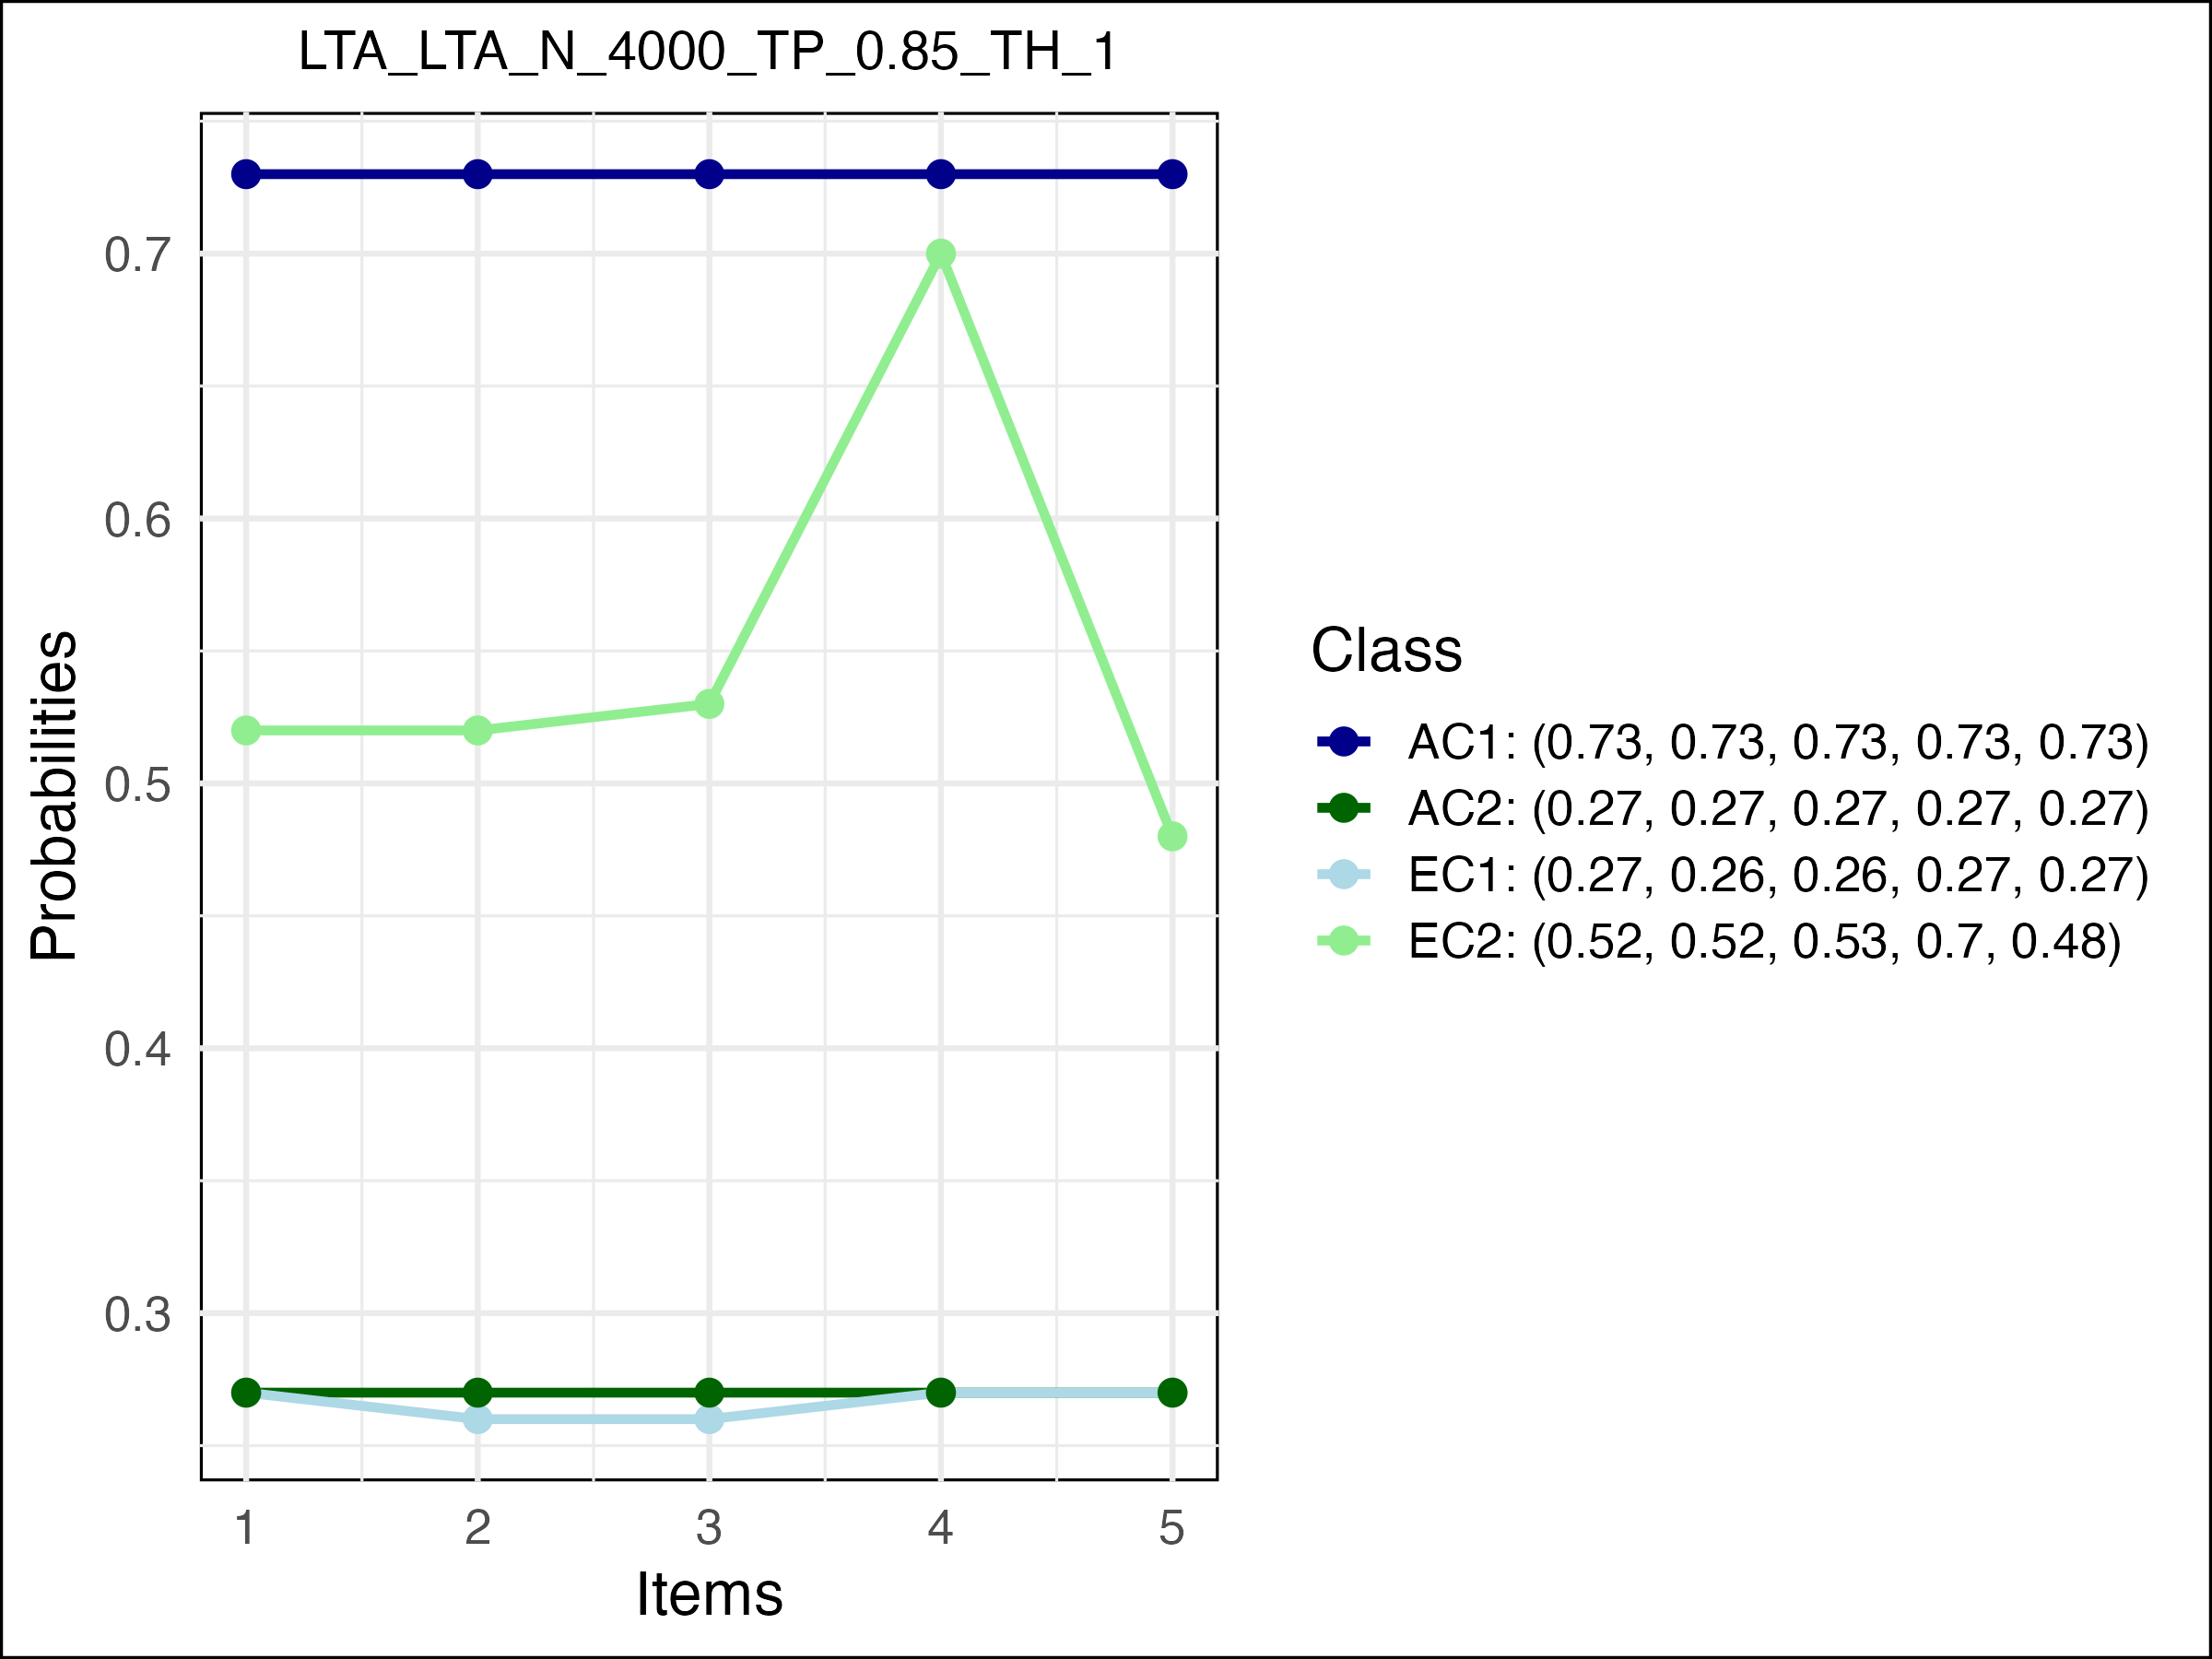 LTA_LTA_N_4000_TP_0.85_TH_1
Probabilities
0.7
0.6
0.5
0.4
0.3
1 2 3 4 5
Items
Class
AC1: (0.73, 0.73, 0.73, 0.73, 0.73)
AC2: (0.27, 0.27, 0.27, 0.27, 0.27)
EC1: (0.27, 0.26, 0.26, 0.27, 0.27)
EC2: (0.52, 0.52, 0.53, 0.7, 0.48)